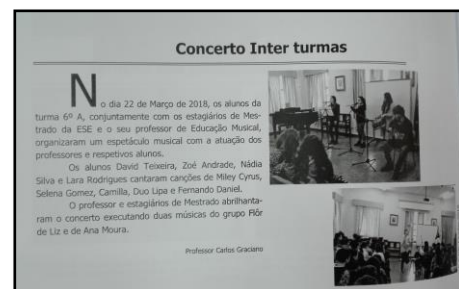 Concerto Inter turmas
No dia 22 de Março de 2018, os alunos da
turma 6º A, conjuntamente com os estagiários de Mes-
trado da ESE e o seu professor de Educação Musical,
organizaram um espetáculo musical com a atuação dos
professores e respetivos alunos.
Os alunos David Teixeira, Zoé Andrade, Nádia
Silva e Lara Rodrigues cantaram canções de Miley Cyrus,
Selena Gomez, Camilla, Duo Lipa e Fernando Daniel.
O professor e estagiários de Mestrado abrilhanta-
ram o concerto executando duas músicas do grupo Flôr
de Liz e de Ana Moura.
Professor Carlos Graciano